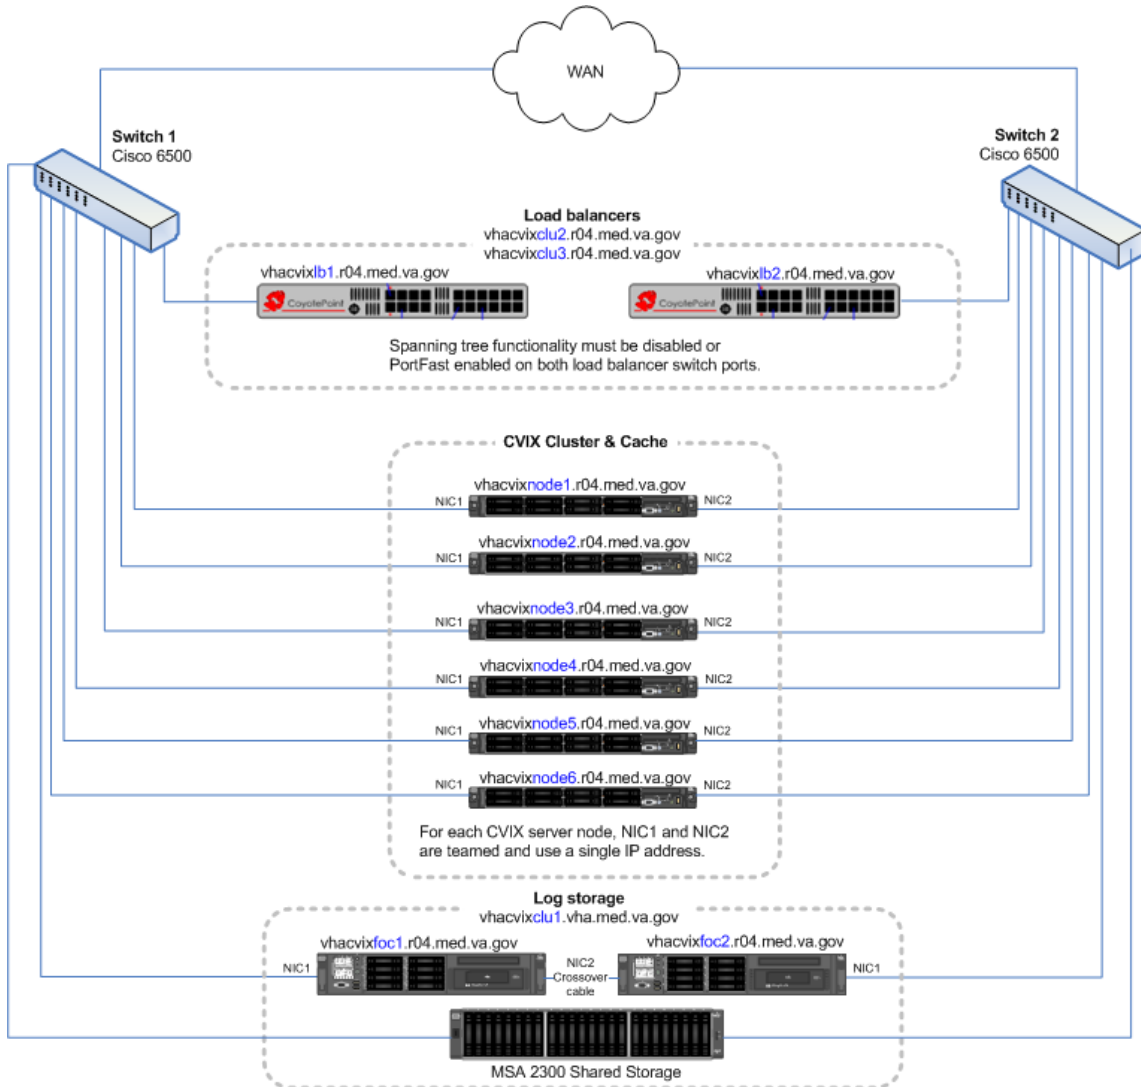 WAN
Switch 1
Cisco 6500
Switch 2
Cisco 6500
Load balancers
vhacvixclu2.r04.med.va.gov
vhacvixclu3.r04.med.va.gov
vhacvixlb1.r04.med.va.gov
vhacvixlb2.r04.med.va.gov
CoyotePoint
CoyotePoint
Spanning tree functionality must be disabled or
PortFast enabled on both load balancer switch ports.
CVIX Cluster & Cache
vhacvixnode1.r04.med.va.gov
NIC1
NIC2
vhacvixnode2.r04.med.va.gov
NIC1
NIC2
vhacvixnode3.r04.med.va.gov
NIC1
NIC2
vhacvixnode4.r04.med.va.gov
NIC1
NIC2
vhacvixnode5.r04.med.va.gov
NIC1
NIC2
vhacvixnode6.r04.med.va.gov
NIC1
NIC2
For each CVIX server node, NIC1 and NIC2
are teamed and use a single IP address.
Log storage
vhacvixclu1.vha.med.va.gov
vhacvixfoc1.r04.med.va.gov
vhacvixfoc2.r04.med.va.gov
NIC1
NIC2
Crossover
cable
NIC1
MSA 2300 Shared Storage